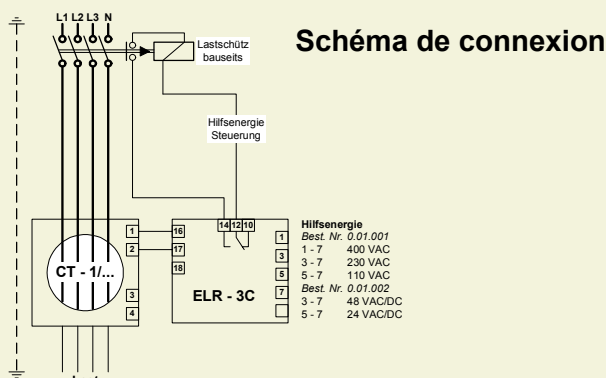 Schéma de connexion
L1 L2 L3 N
Lastschütz
bauseits
Hilfsenergie
Steuerung
14 12 10
1
2
3
4
CT - 1/...
16
17
18
ELR - 3C
1
3
5
7
Hilfsenergie
Best. Nr. 0.01.001
1 - 7 400 VAC
3 - 7 230 VAC
5 - 7 110 VAC
Best. Nr. 0.01.002
3 - 7 48 VAC/DC
5 - 7 24 VAC/DC